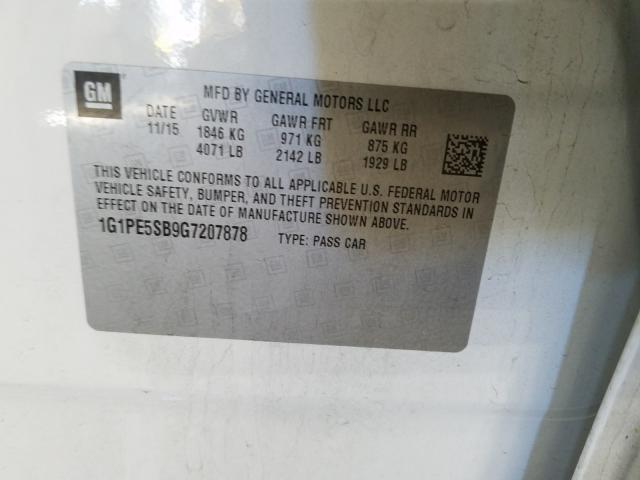 GM
MFD BY GENERAL MOTORS LLC
DATE GVWR GAWR FRT GAWR RR
11/15 1846 KG 971 KG 875 KG
4071 LB 2142 LB 1929 LB
THIS VEHICLE CONFORMS TO ALL APPLICABLE U.S. FEDERAL MOTOR
VEHICLE SAFETY, BUMPER, AND THEFT PREVENTION STANDARDS IN
EFFECT ON THE DATE OF MANUFACTURE SHOWN ABOVE.
1G1PE5SB9G7207878 TYPE: PASS CAR